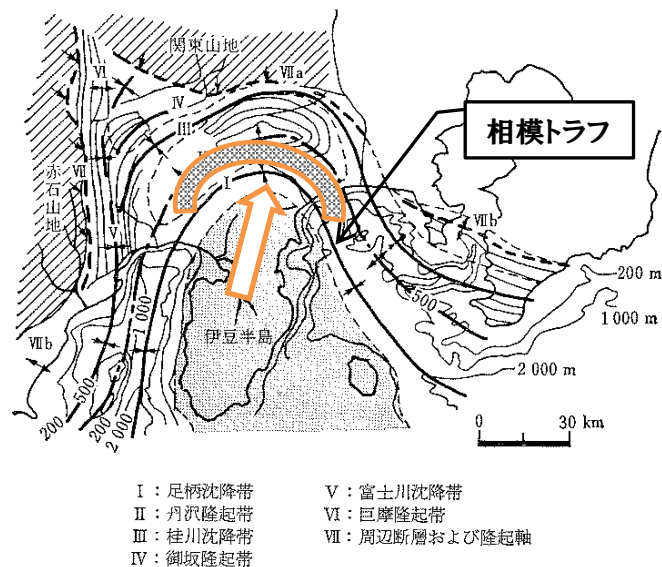 関東山地
VI
VIIa
IV
III
相模トラフ
I
赤石山地
VII
V
VIIb
200 m
500
1 000 m
1 000
伊豆半島
VIIb
2 000 m
500
200
200
2 000
0 30 km
I：足柄沈降帯
II：丹沢隆起帯
III：桂川沈降帯
IV：御坂隆起帯
V：富士川沈降帯
VI：巨摩隆起帯
VII：周辺断層および隆起軸